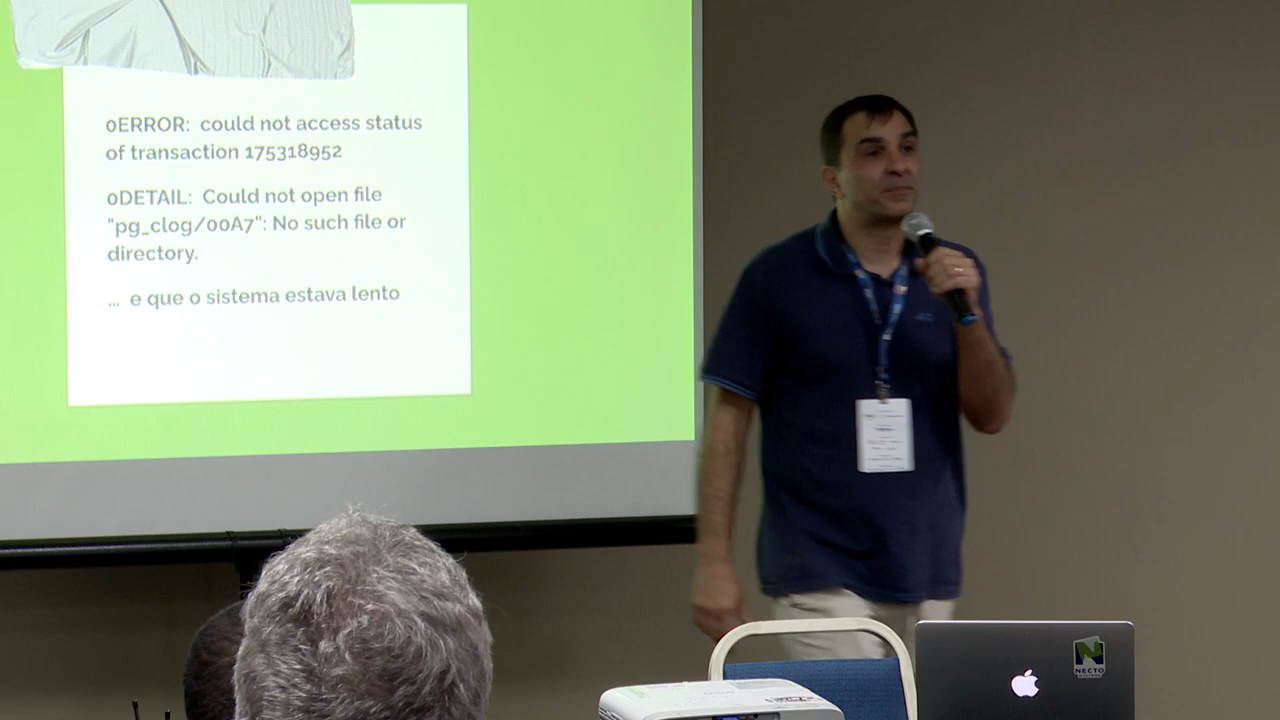 0ERROR: could not access status
of transaction 175318952
0DETAIL: Could not open file
"pg_clog/00A7": No such file or
directory.
... e que o sistema estava lento
NECTO